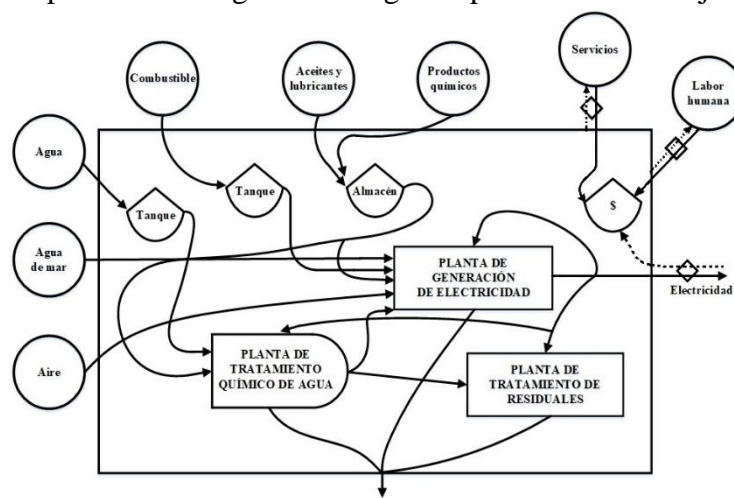 Servicios
Combustible
Aceites y
lubricantes
Productos
químicos
Labor
humana
Agua
Tanque
Tanque
Almacén
$
Agua
de mar
PLANTA DE
GENERACIÓN
DE ELECTRICIDAD
Electricidad
Aire
PLANTA DE
TRATAMIENTO
QUÍMICO DE AGUA
PLANTA DE
TRATAMIENTO DE
RESIDUALES